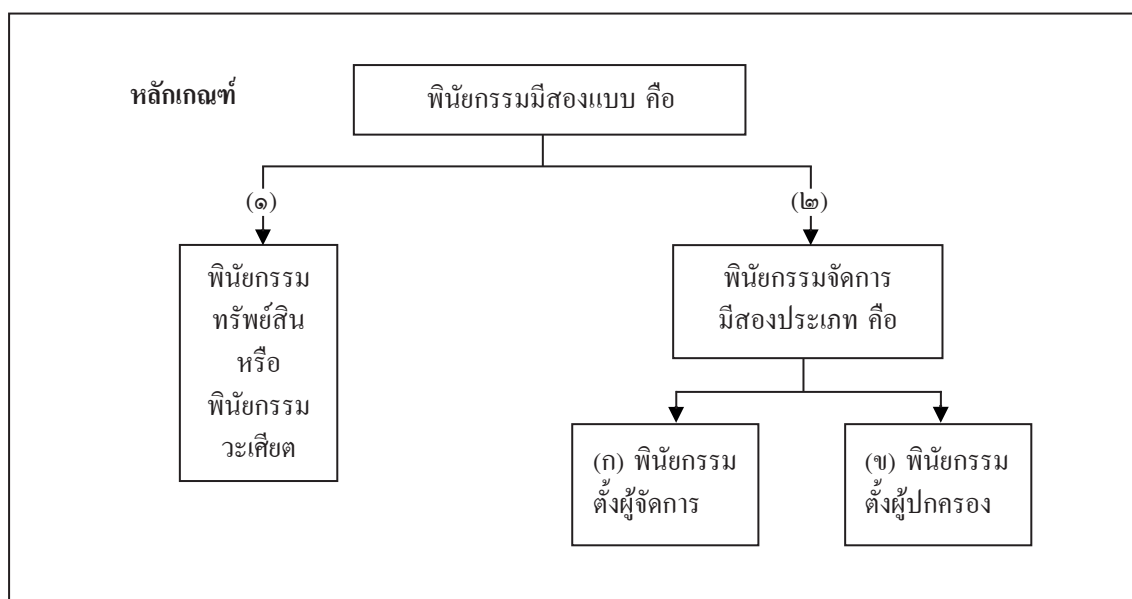 หลักเกณฑ์
พินัยกรรมมีสองแบบ คือ
(๑)
(๒)
พินัยกรรม
ทรัพย์สิน
หรือ
พินัยกรรม
วะเศียต
พินัยกรรมจัดการ
มีสองประเภท คือ
(ก) พินัยกรรม
ตั้งผู้จัดการ
(ข) พินัยกรรม
ตั้งผู้ปกครอง